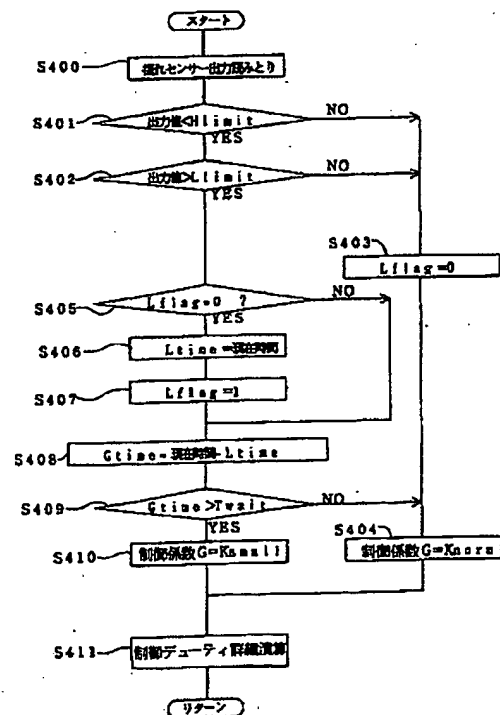 スタート
S400
揺れセンサー出力読みとり
S401
出力値<Hlimit
NO
YES
S402
出力値>Llimit
NO
YES
S403
Lflag=0
S405
Lflag=0 ?
NO
YES
S406
Ltime=現在時間
S407
Lflag=1
S408
Gtime=現在時間-Ltime
S409
Gtime>Twait
NO
YES
S404
制御係数G=Knorm
S410
制御係数G=Ksmall
S411
制御デューティ詳細演算
リターン